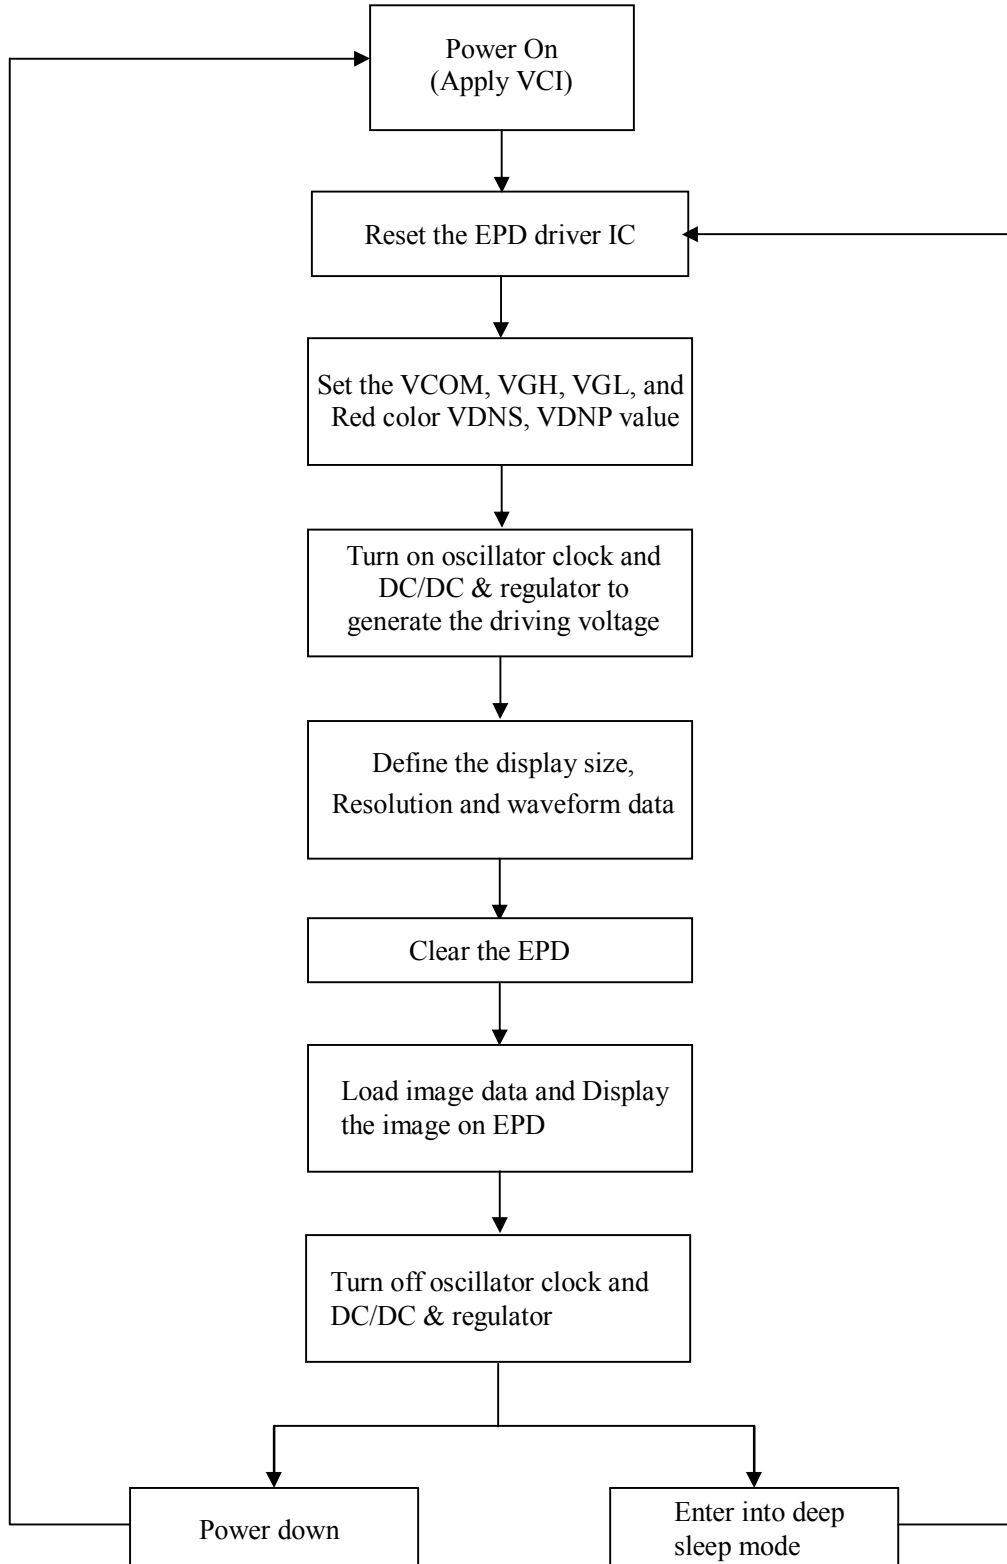 Power On
(Apply VCI)
Reset the EPD driver IC
Set the VCOM, VGH, VGL, and
Red color VDNS, VDNP value
Turn on oscillator clock and
DC/DC & regulator to
generate the driving voltage
Define the display size,
Resolution and waveform data
Clear the EPD
Load image data and Display
the image on EPD
Turn off oscillator clock and
DC/DC & regulator
Power down
Enter into deep
sleep mode